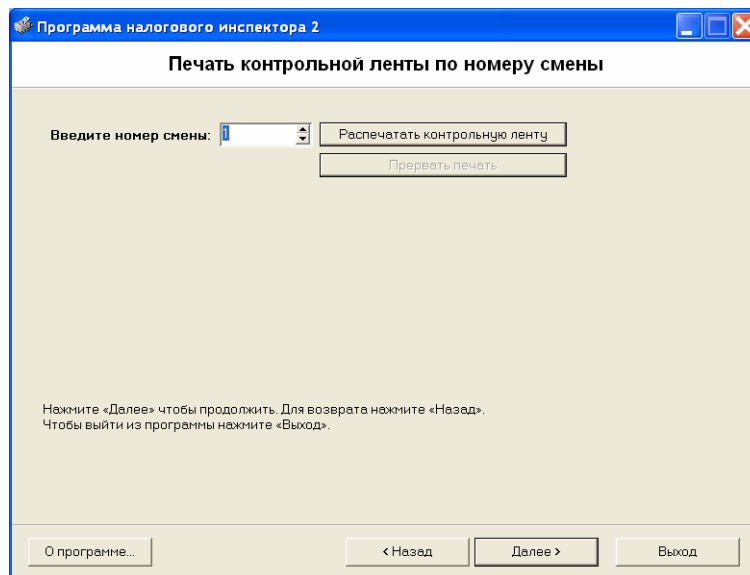 Программа налогового инспектора 2
Печать контрольной ленты по номеру смены
Введите номер смены: 1 Распечатать контрольную ленту
Прервать печать
Нажмите «Далее» чтобы продолжить. Для возврата нажмите «Назад».
Чтобы выйти из программы нажмите «Выход».
О программе... < Назад Далее > Выход